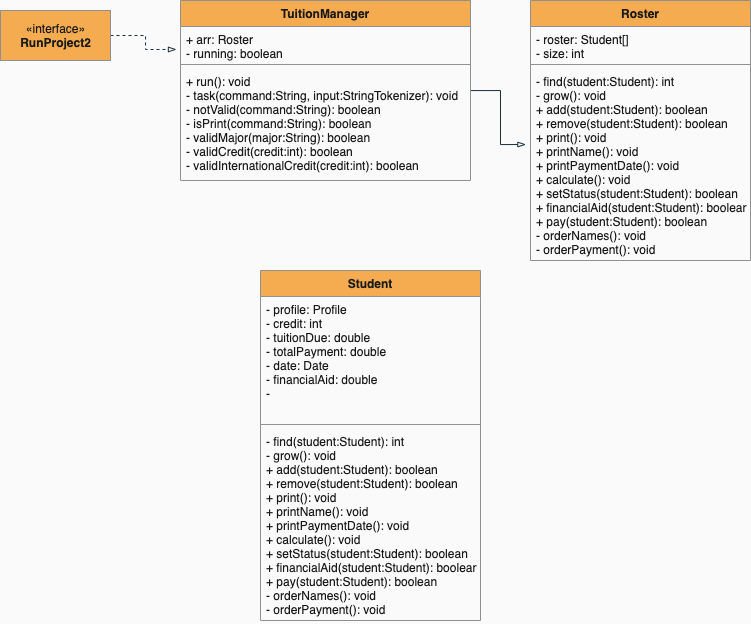 «interface»
RunProject2
TuitionManager
+ arr: Roster
- running: boolean
+ run(): void
- task(command:String, input:StringTokenizer): void
- notValid(command:String): boolean
- isPrint(command:String): boolean
- validMajor(major:String): boolean
- validCredit(credit:int): boolean
- validInternationalCredit(credit:int): boolean
Roster
- roster: Student[]
- size: int
- find(student:Student): int
- grow(): void
+ add(student:Student): boolean
+ remove(student:Student): boolean
+ print(): void
+ printName(): void
+ printPaymentDate(): void
+ calculate(): void
+ setStatus(student:Student): boolean
+ financialAid(student:Student): boolear
+ pay(student:Student): boolean
- orderNames(): void
- orderPayment(): void
Student
- profile: Profile
- credit: int
- tuitionDue: double
- totalPayment: double
- date: Date
- financialAid: double
-
- find(student:Student): int
- grow(): void
+ add(student:Student): boolean
+ remove(student:Student): boolean
+ print(): void
+ printName(): void
+ printPaymentDate(): void
+ calculate(): void
+ setStatus(student:Student): boolean
+ financialAid(student:Student): boolear
+ pay(student:Student): boolean
- orderNames(): void
- orderPayment(): void